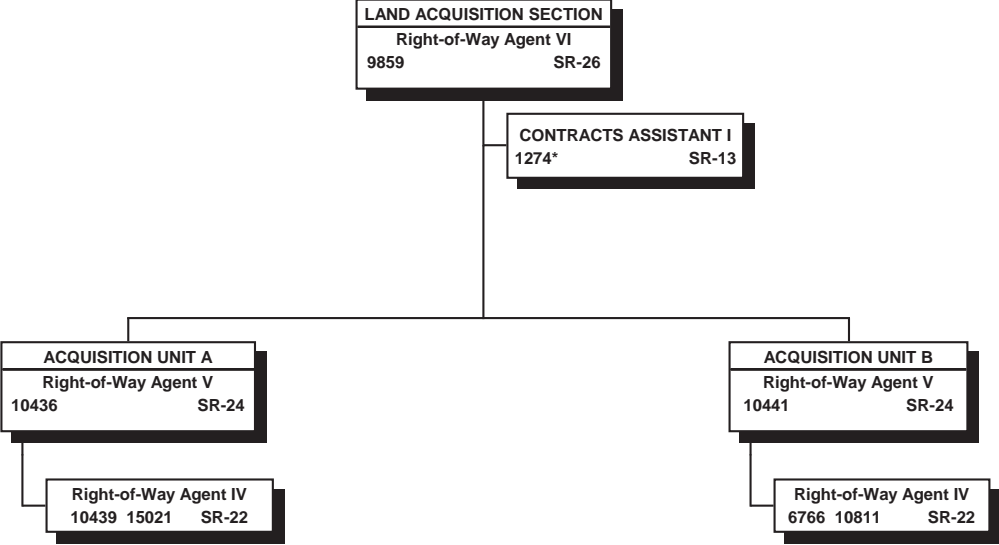 LAND ACQUISITION SECTION
Right-of-Way Agent VI
9859 SR-26
CONTRACTS ASSISTANT I
1274* SR-13
ACQUISITION UNIT A
Right-of-Way Agent V
10436 SR-24
Right-of-Way Agent IV
10439 15021 SR-22
ACQUISITION UNIT B
Right-of-Way Agent V
10441 SR-24
Right-of-Way Agent IV
6766 10811 SR-22